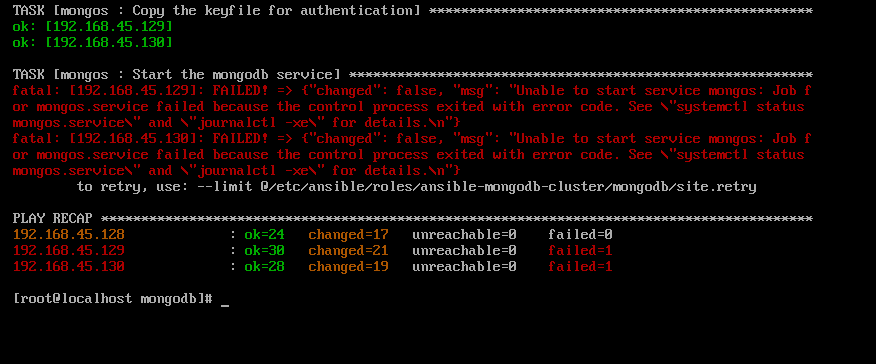 TASK [mongos : Copy the keyfile for authentication] ************************************************
ok: [192.168.45.129]
ok: [192.168.45.130]
TASK [mongos : Start the mongodb service] **********************************************************
fatal: [192.168.45.129]: FAILED! => {"changed": false, "msg": "Unable to start service mongos: Job f
or mongos.service failed because the control process exited with error code. See \"systemctl status
mongos.service\" and \"journalctl -xe\" for details.\n"}
fatal: [192.168.45.130]: FAILED! => {"changed": false, "msg": "Unable to start service mongos: Job f
or mongos.service failed because the control process exited with error code. See \"systemctl status
mongos.service\" and \"journalctl -xe\" for details.\n"}
to retry, use: --limit @/etc/ansible/roles/ansible-mongodb-cluster/mongodb/site.retry
PLAY RECAP *****************************************************************************************
192.168.45.128 : ok=24 changed=17 unreachable=0 failed=0
192.168.45.129 : ok=30 changed=21 unreachable=0 failed=1
192.168.45.130 : ok=28 changed=19 unreachable=0 failed=1
[root@localhost mongodb]# _